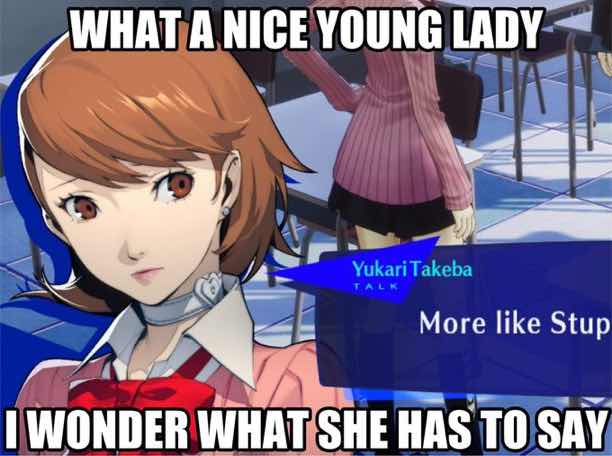 WHAT A NICE YOUNG LADY
Yukari Takeba
TALK
More like Stup
I WONDER WHAT SHE HAS TO SAY